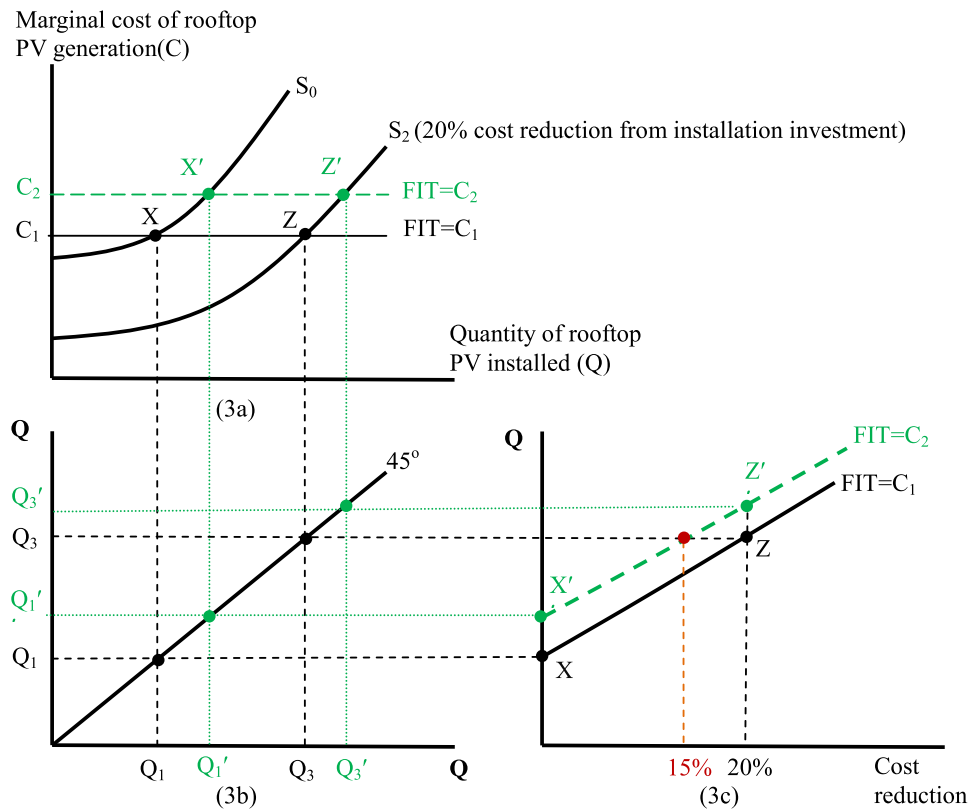 Marginal cost of rooftop
PV generation(C)
S₀
S₂ (20% cost reduction from installation investment)
X′
Z′
C₂
FIT=C₂
X
Z
C₁
FIT=C₁
Quantity of rooftop
PV installed (Q)
(3a)
Q
45º
Q₃′
Q₃
Q₁′
Q₁
Q₁
Q₁′
Q₃
Q₃′
Q
(3b)
Q
FIT=C₂
Z′
FIT=C₁
Z
X′
X
15%
20%
Cost
reduction
(3c)